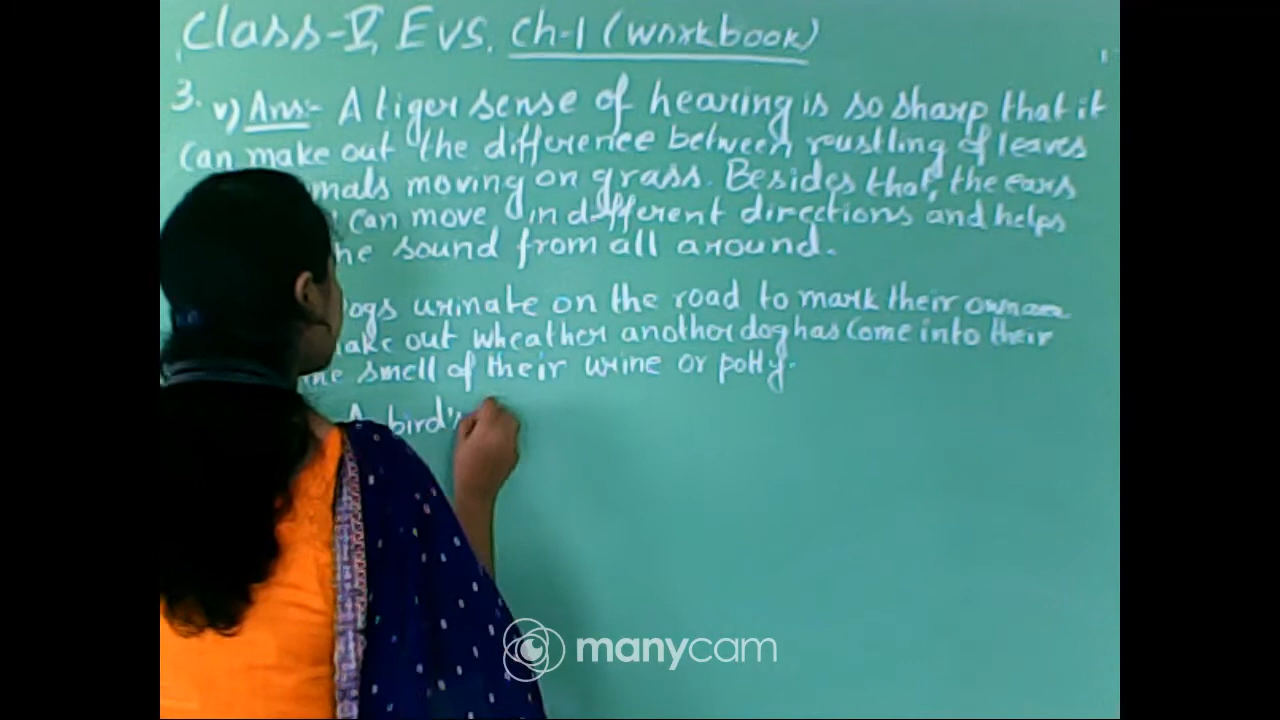 Class-V, EVS. Ch-1 (workbook)
3. v) Ans:- A tiger sense of hearing is so sharp that it
can make out the difference between rustling of leaves
mals moving on grass. Besides that, the ears
can move in different directions and helps
he sound from all around.
ogs urinate on the road to mark their own
ake out wheather another dog has come into their
he smell of their urine or potty.
A bird's
manycam